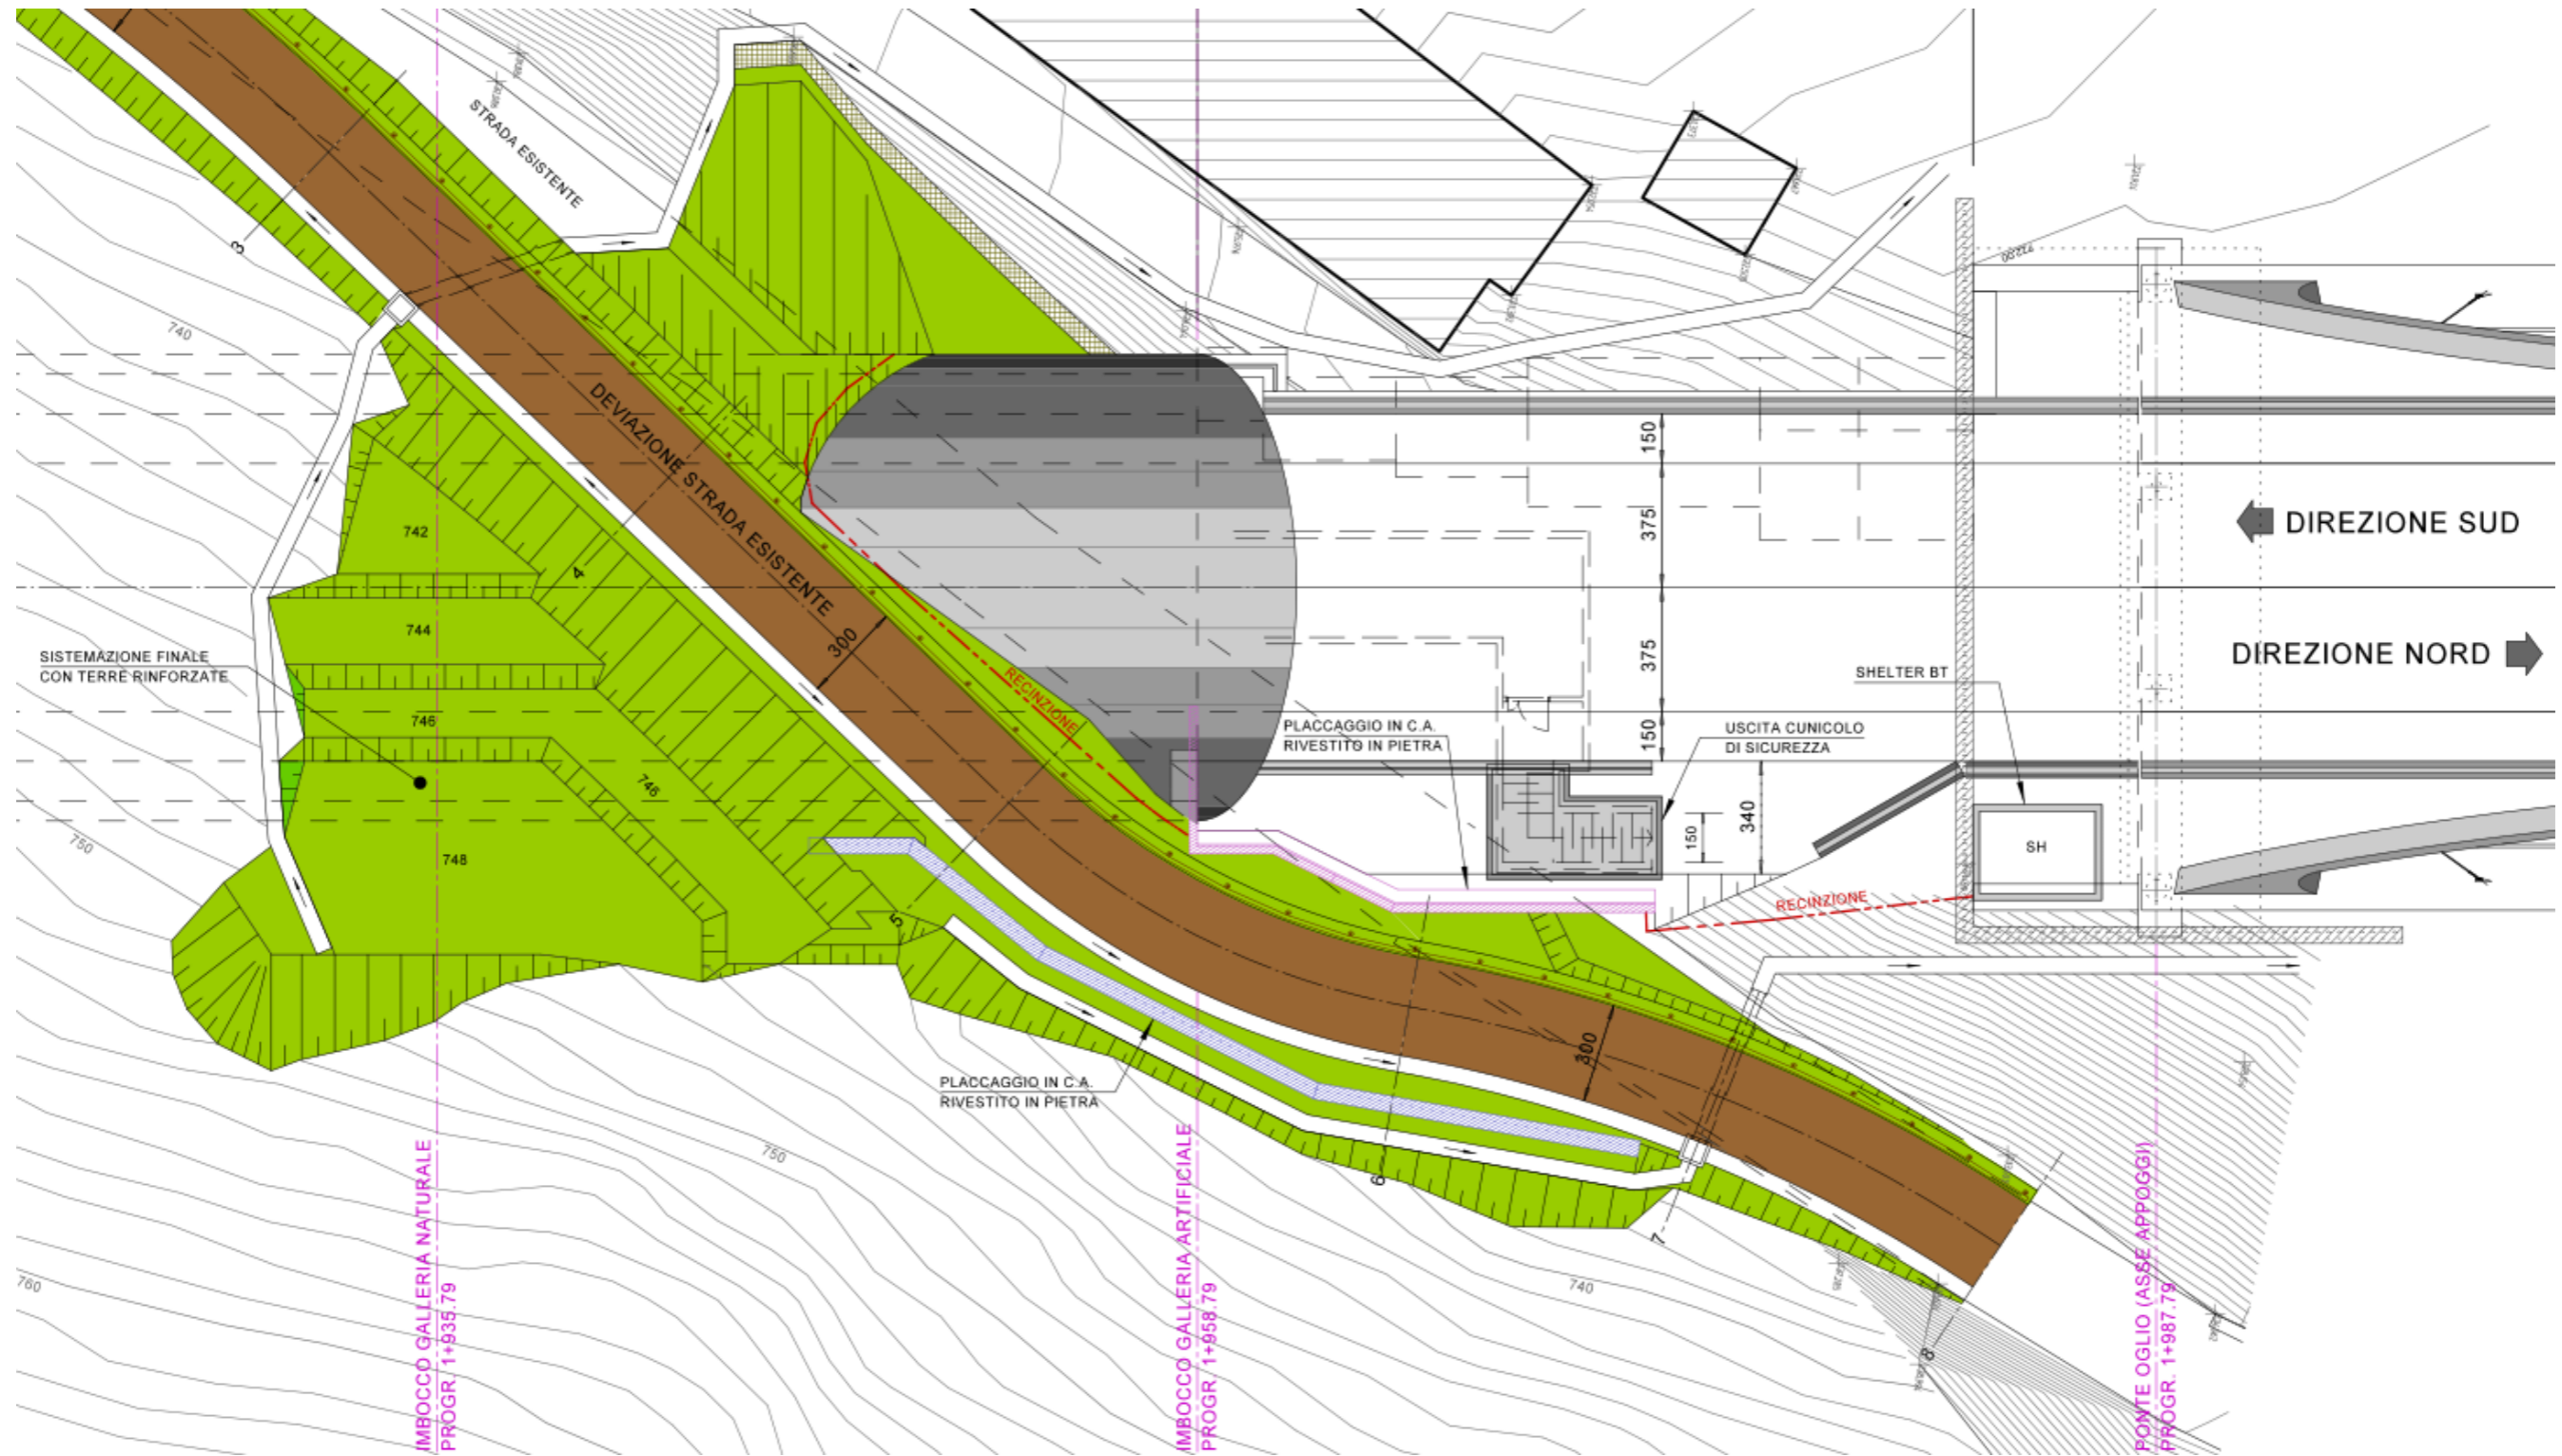 STRADA ESISTENTE
3
740
722.00
DEVIAZIONE STRADA ESISTENTE
150
742
4
375
DIREZIONE SUD
744
300
375
DIREZIONE NORD
SISTEMAZIONE FINALE
CON TERRE RINFORZATE
SHELTER BT
RECINZIONE
746
PLACCAGGIO IN C.A.
RIVESTITO IN PIETRA
150
USCITA CUNICOLO
DI SICUREZZA
746
340
150
750
748
SH
RECINZIONE
5
300
PLACCAGGIO IN C.A.
RIVESTITO IN PIETRA
750
6
7
740
760
8
IMBOCCO GALLERIA NATURALE
PROGR. 1+935.79
IMBOCCO GALLERIA ARTIFICIALE
PROGR. 1+958.79
PONTE OGLIO (ASSE APPOGGI)
PROGR. 1+987.79